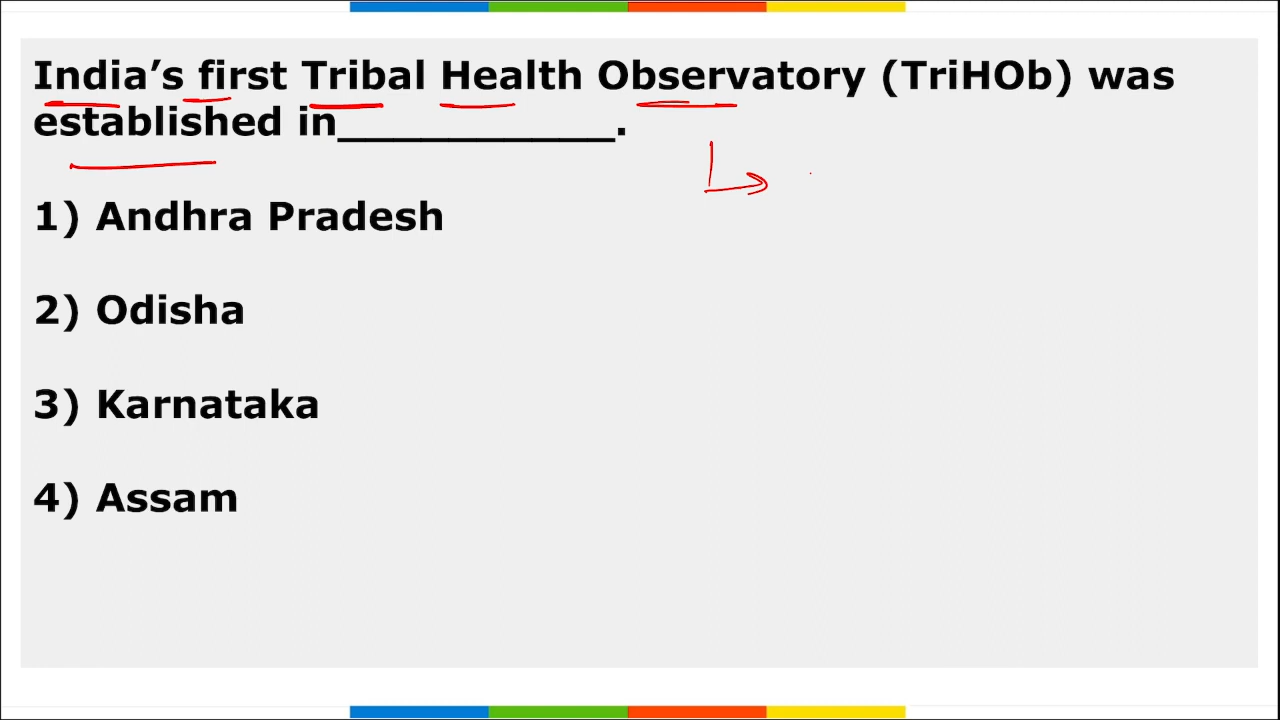 India’s first Tribal Health Observatory (TriHOb) was
established in___________.
1) Andhra Pradesh
2) Odisha
3) Karnataka
4) Assam